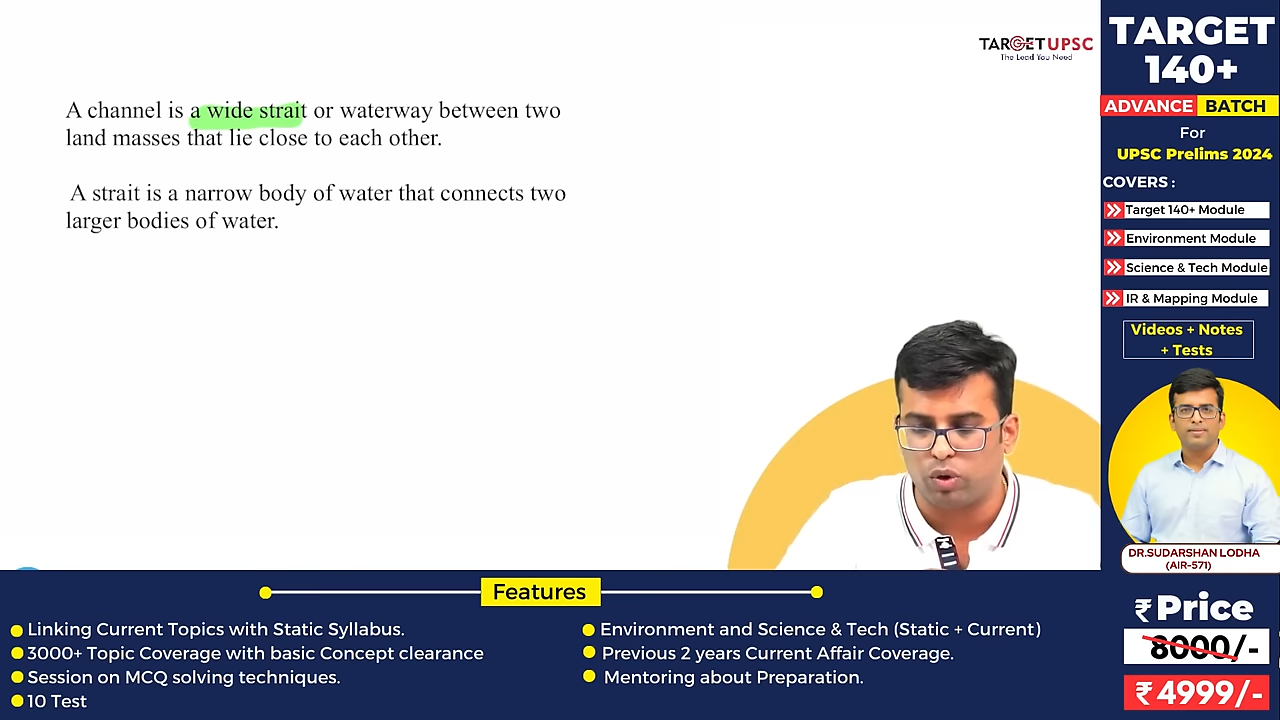 TARGET UPSC
The Lead You Need
A channel is a wide strait or waterway between two
land masses that lie close to each other.
A strait is a narrow body of water that connects two
larger bodies of water.
TARGET
140+
ADVANCE BATCH
For
UPSC Prelims 2024
COVERS :
Target 140+ Module
Environment Module
Science & Tech Module
IR & Mapping Module
Videos + Notes
+ Tests
DR.SUDARSHAN LODHA
(AIR-571)
₹ Price
8000/-
₹ 4999/-
Features
Linking Current Topics with Static Syllabus.
3000+ Topic Coverage with basic Concept clearance
Session on MCQ solving techniques.
10 Test
Environment and Science & Tech (Static + Current)
Previous 2 years Current Affair Coverage.
Mentoring about Preparation.